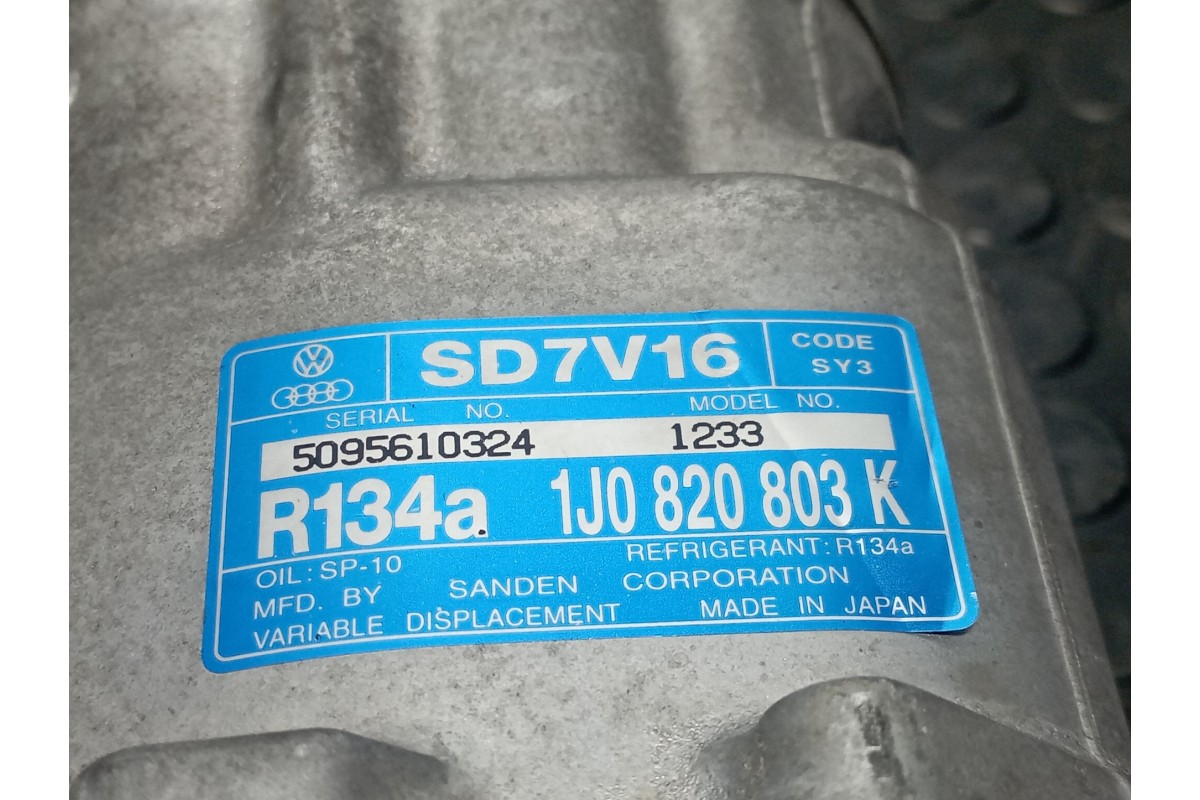 SD7V16
CODE
SY3
SERIAL NO. MODEL NO.
5095610324 1233
R134a 1J0 820 803 K
OIL: SP-10 REFRIGERANT: R134a
MFD. BY SANDEN CORPORATION
VARIABLE DISPLACEMENT MADE IN JAPAN